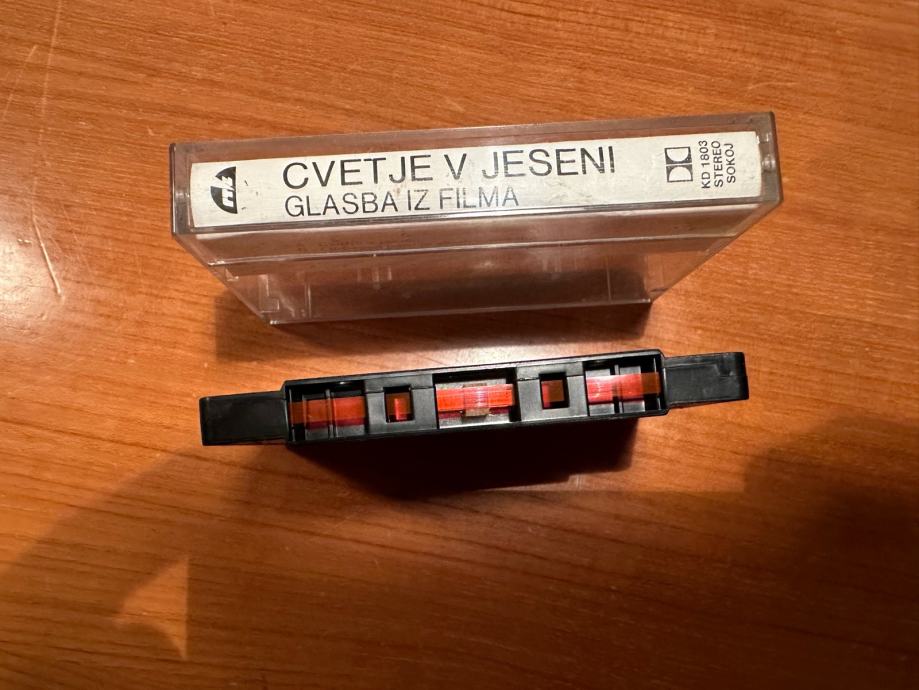 CVETJE V JESENI
GLASBA IZ FILMA
KD 1803
STEREO
SOKOJ